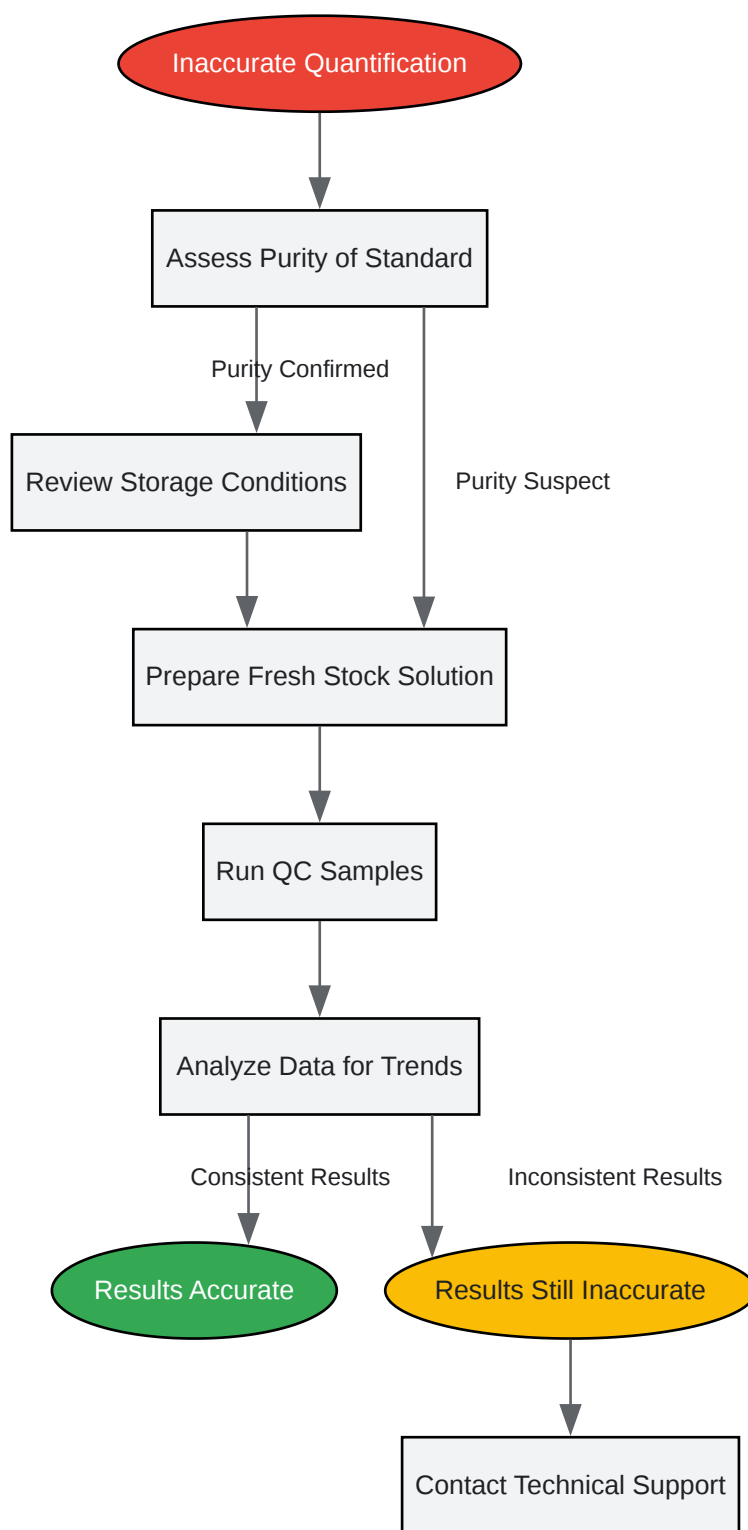 Inaccurate Quantification
Assess Purity of Standard
Purity Confirmed
Review Storage Conditions
Purity Suspect
Prepare Fresh Stock Solution
Run QC Samples
Analyze Data for Trends
Consistent Results
Inconsistent Results
Results Accurate
Results Still Inaccurate
Contact Technical Support